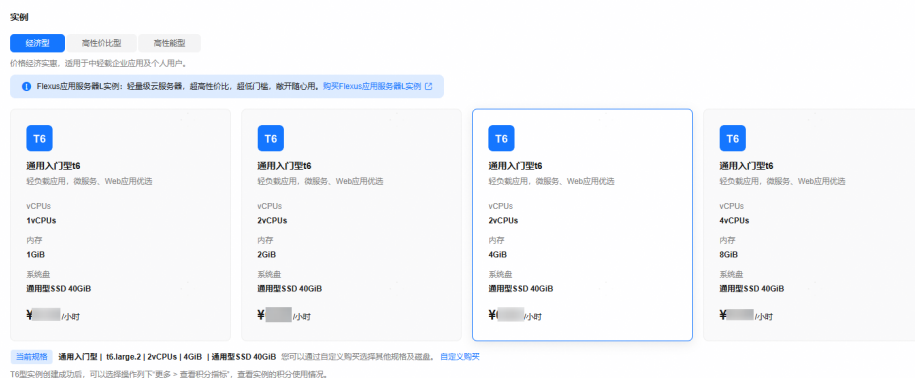 实例
经济型 高性价比型 高性能型
价格经济实惠，适用于中轻载企业应用及个人用户。
Flexus应用服务器L实例：轻量级云服务器，超高性价比，超低门槛，敞开随心用。购买Flexus应用服务器L实例
T6
通用入门型t6
轻负载应用，微服务、Web应用优选
vCPUs
1vCPUs
内存
1GiB
系统盘
通用型SSD 40GiB
¥ /小时
T6
通用入门型t6
轻负载应用，微服务、Web应用优选
vCPUs
2vCPUs
内存
2GiB
系统盘
通用型SSD 40GiB
¥ /小时
T6
通用入门型t6
轻负载应用，微服务、Web应用优选
vCPUs
2vCPUs
内存
4GiB
系统盘
通用型SSD 40GiB
¥ /小时
T6
通用入门型t6
轻负载应用，微服务、Web应用优选
vCPUs
4vCPUs
内存
8GiB
系统盘
通用型SSD 40GiB
¥ /小时
当前规格 通用入门型 | t6.large.2 | 2vCPUs | 4GiB | 通用型SSD 40GiB 您可以通过自定义购买选择其他规格及磁盘。 自定义购买
T6型实例创建成功后，可以选择操作列下“更多 > 查看积分指标”，查看实例的积分使用情况。